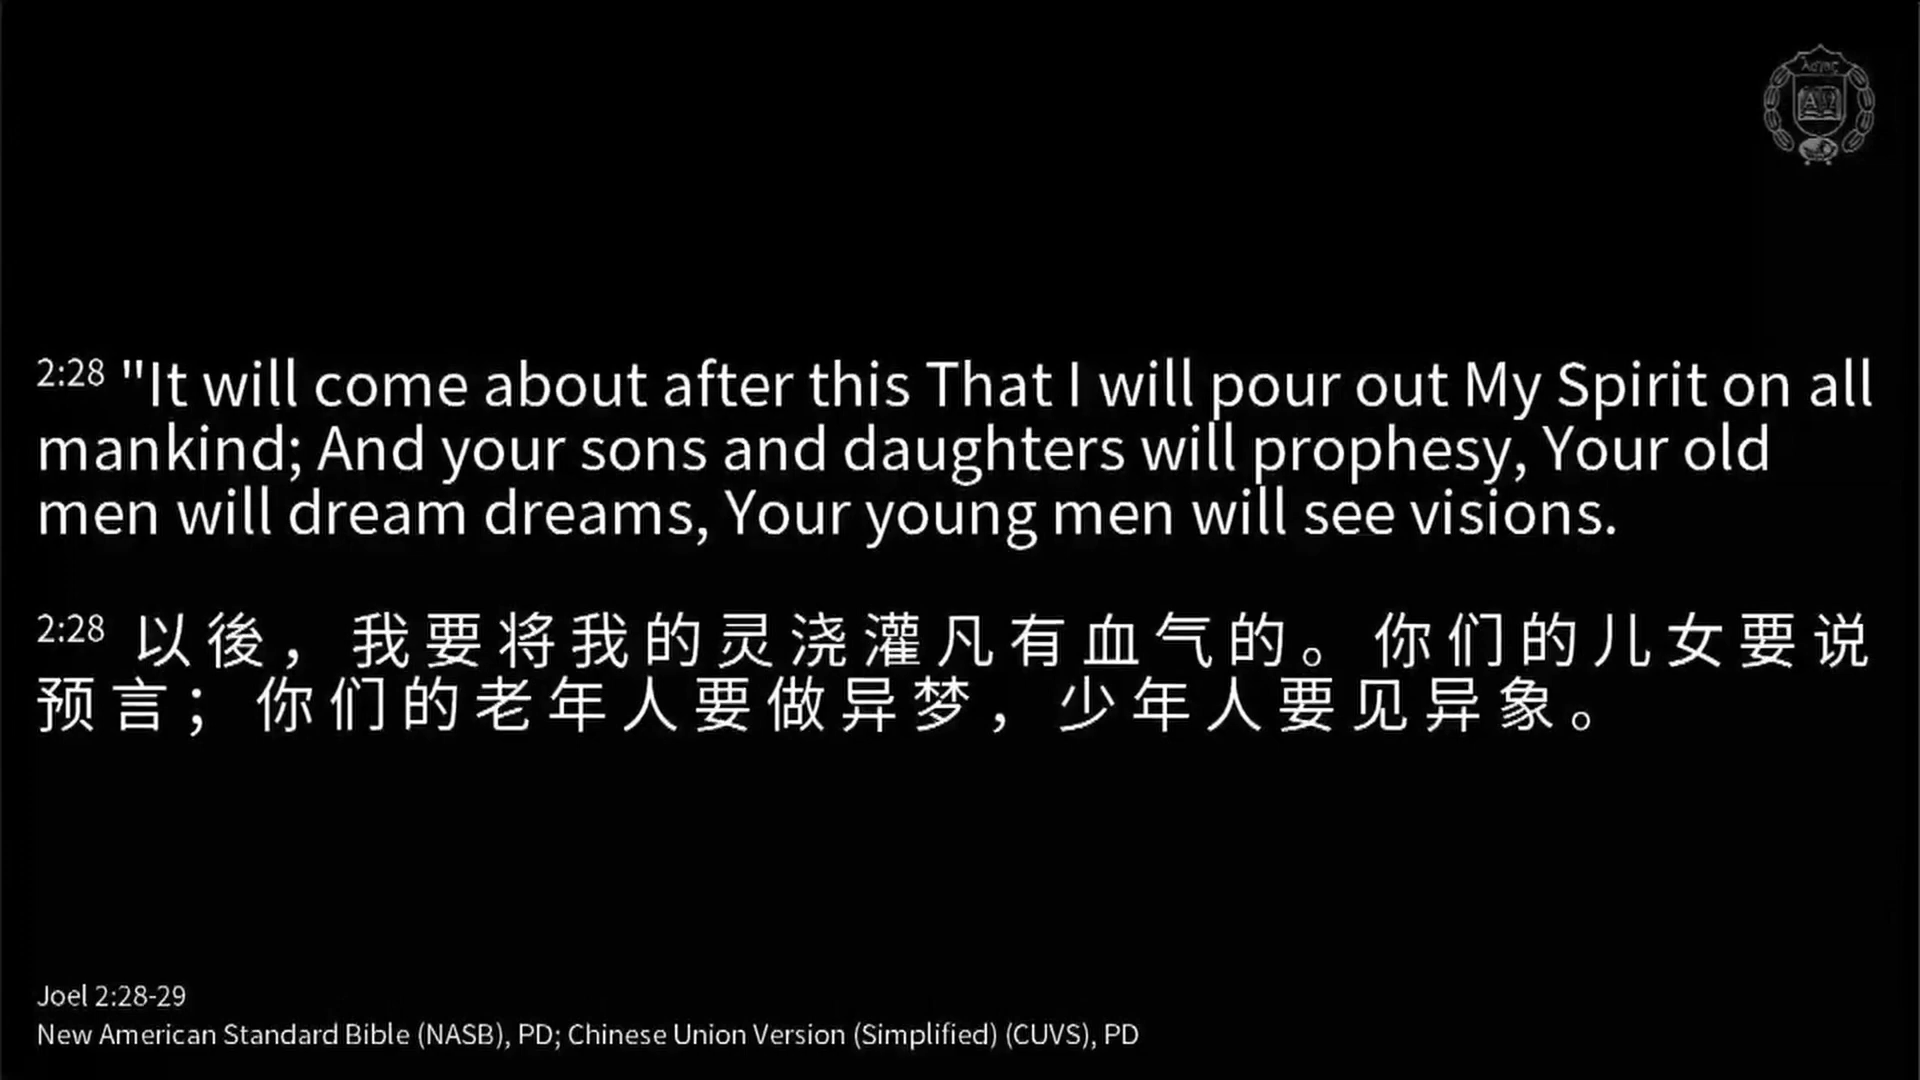 Λόγος
Α Ω
2:28 "It will come about after this That I will pour out My Spirit on all
mankind; And your sons and daughters will prophesy, Your old
men will dream dreams, Your young men will see visions.
2:28 以後，我要将我的灵浇灌凡有血气的。你们的儿女要说
预言；你们的老年人要做异梦，少年人要见异象。
Joel 2:28-29
New American Standard Bible (NASB), PD; Chinese Union Version (Simplified) (CUVS), PD